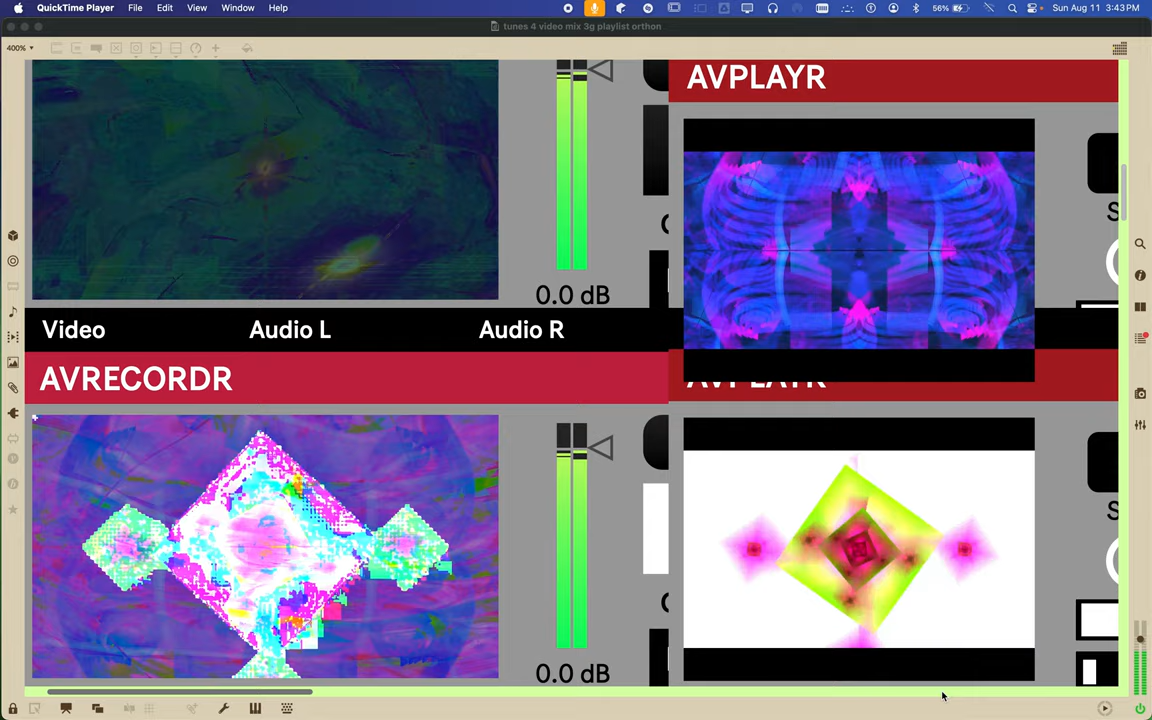 QuickTime Player File Edit View Window Help 56% Sun Aug 11 3:43 PM
tunes 4 video mix 3g playlist orthon
400%
AVPLAYR
0.0 dB
Video Audio L Audio R
AVRECORDR
AVPLAYR
0.0 dB